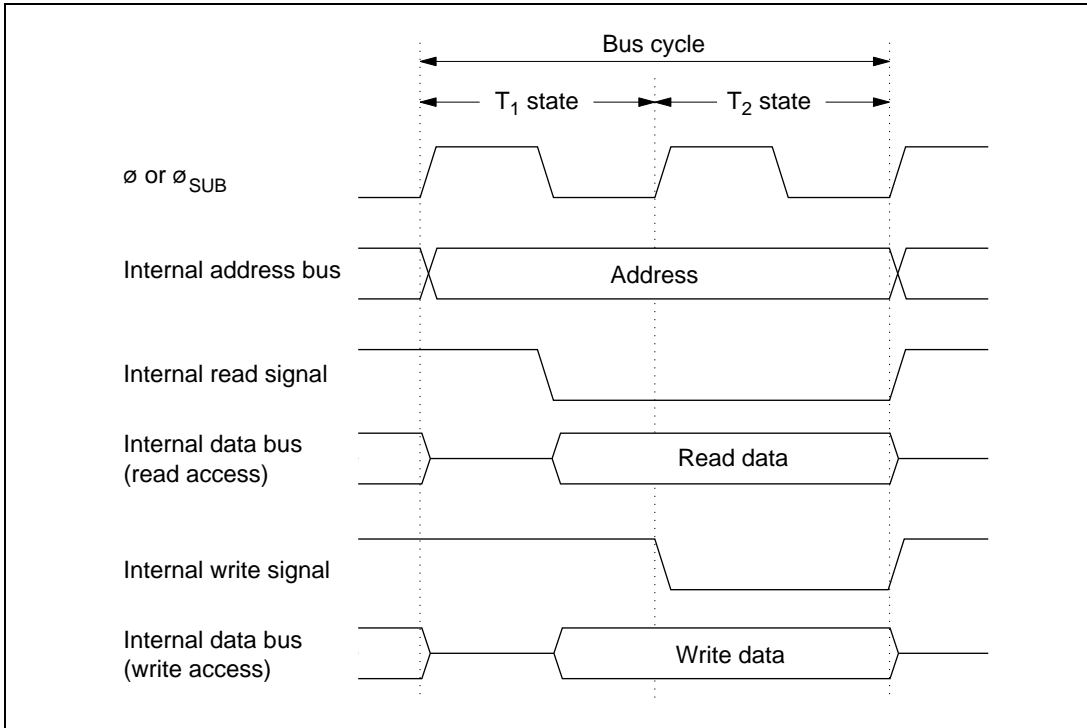 Bus cycle
T1 state
T2 state
ø or øSUB
Internal address bus
Address
Internal read signal
Internal data bus
(read access)
Read data
Internal write signal
Internal data bus
(write access)
Write data